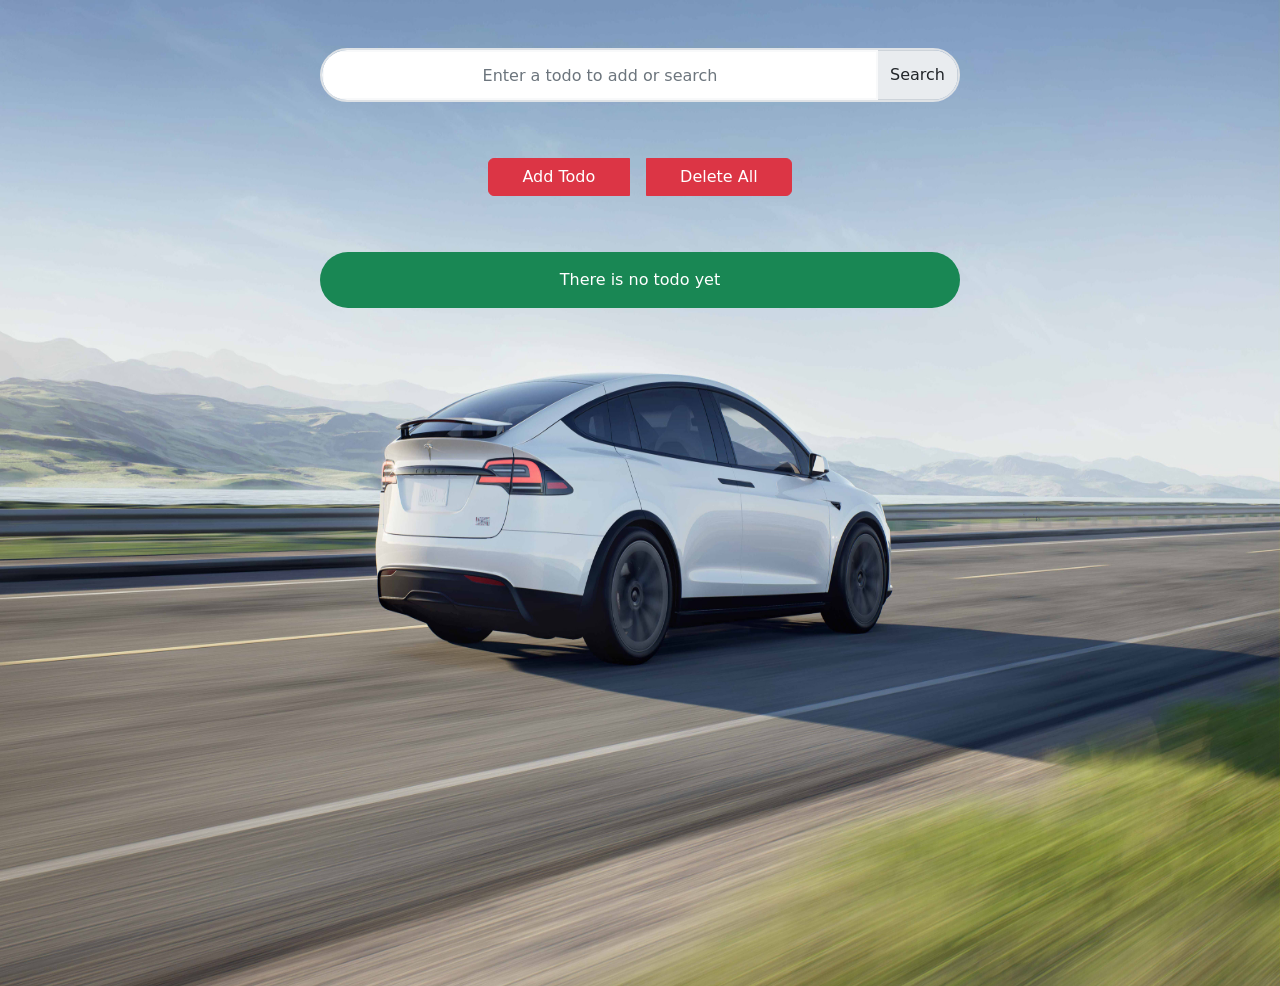 Enter a todo to add or search
Search
Add Todo
Delete All
There is no todo yet